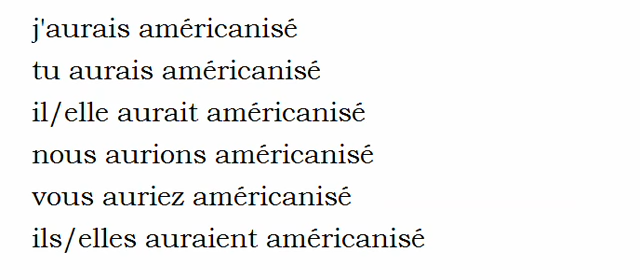 j'aurais américanisé
tu aurais américanisé
il/elle aurait américanisé
nous aurions américanisé
vous auriez américanisé
ils/elles auraient américanisé